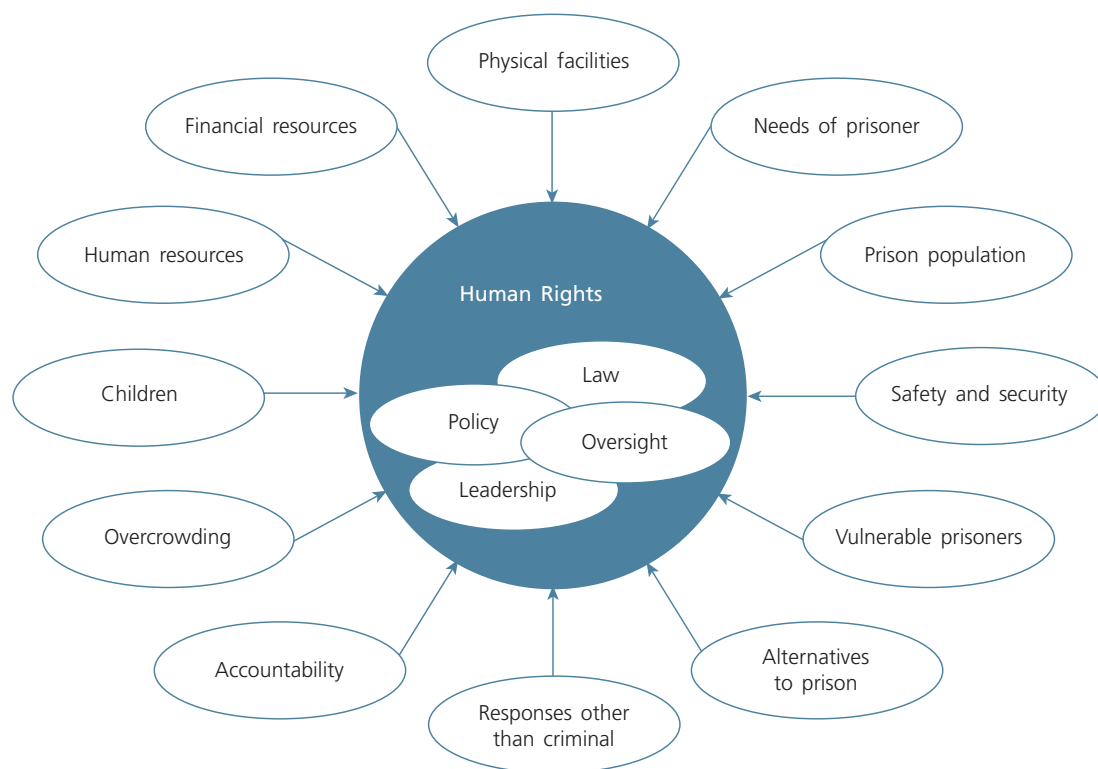 Physical facilities
Financial resources
Needs of prisoner
Human resources
Prison population
Human Rights
Law
Children
Safety and security
Policy
Oversight
Leadership
Overcrowding
Vulnerable prisoners
Accountability
Alternatives
to prison
Responses other
than criminal